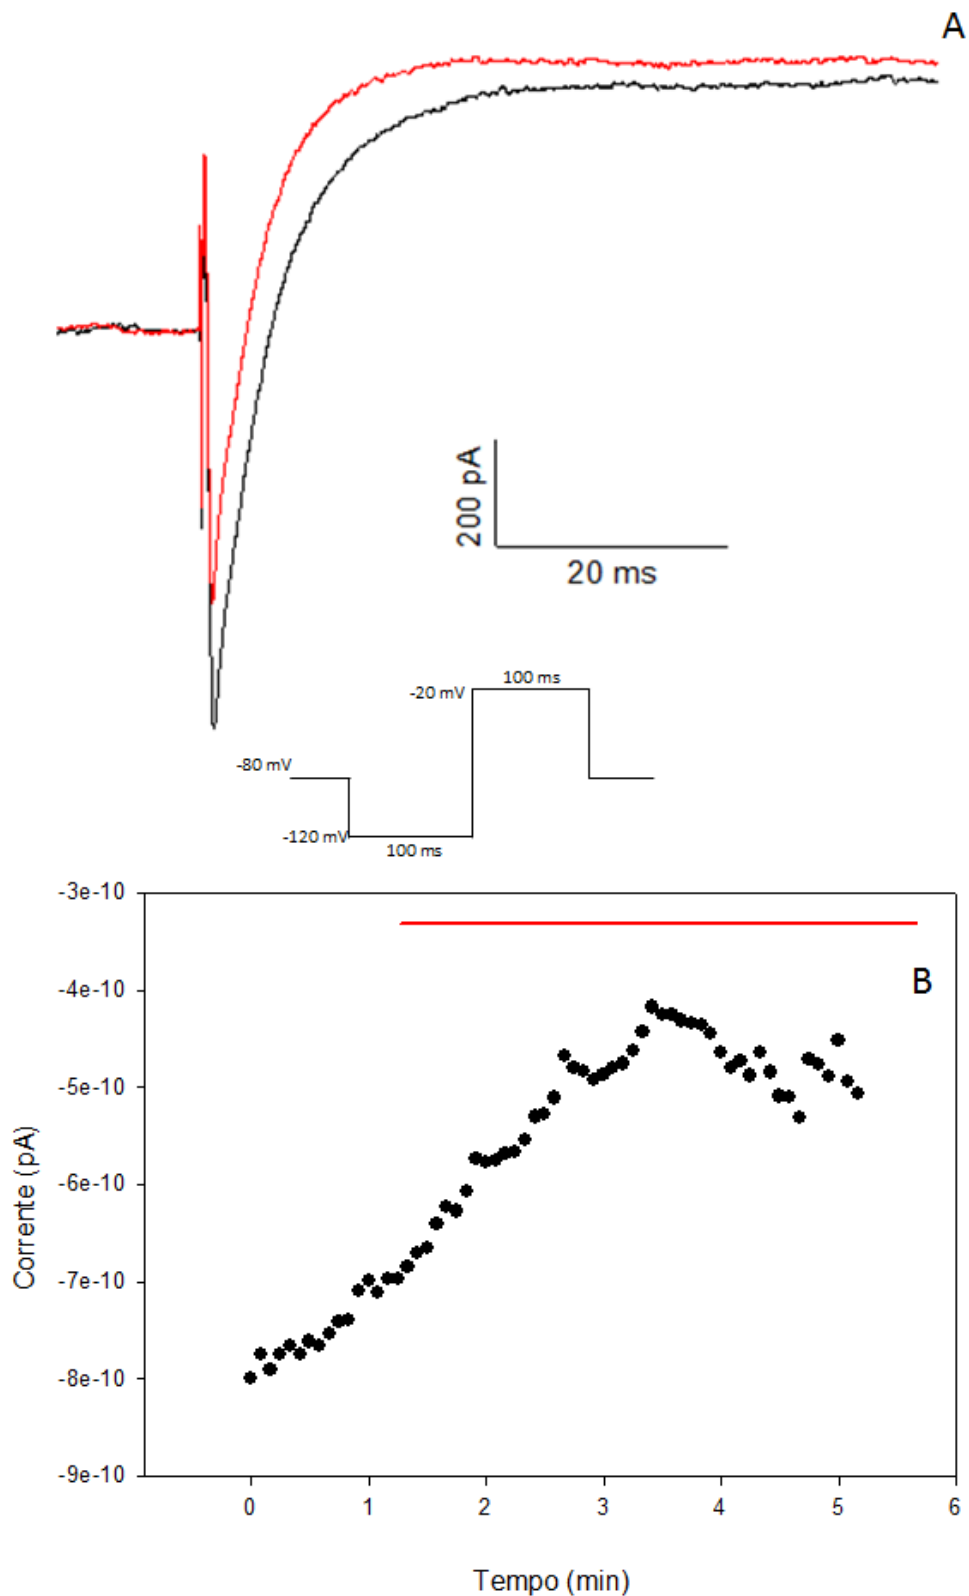 A
200 pA
20 ms
100 ms
-20 mV
-80 mV
-120 mV
100 ms
-3e-10
B
-4e-10
-5e-10
-6e-10
-7e-10
-8e-10
-9e-10
Corrente (pA)
0 1 2 3 4 5 6
Tempo (min)